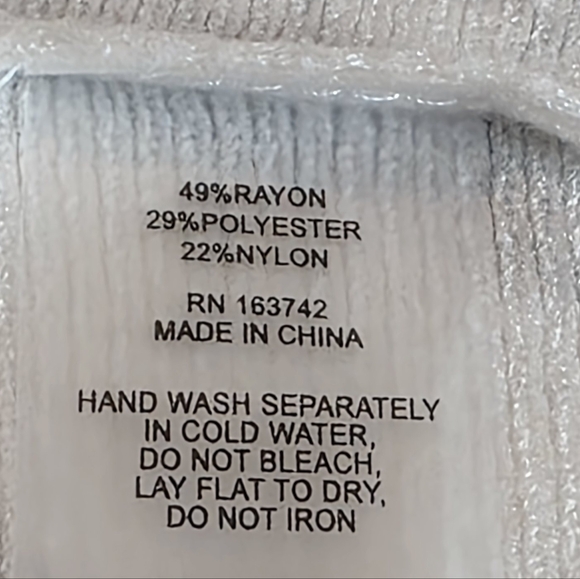 49%RAYON
29%POLYESTER
22%NYLON
RN 163742
MADE IN CHINA
HAND WASH SEPARATELY
IN COLD WATER,
DO NOT BLEACH,
LAY FLAT TO DRY,
DO NOT IRON